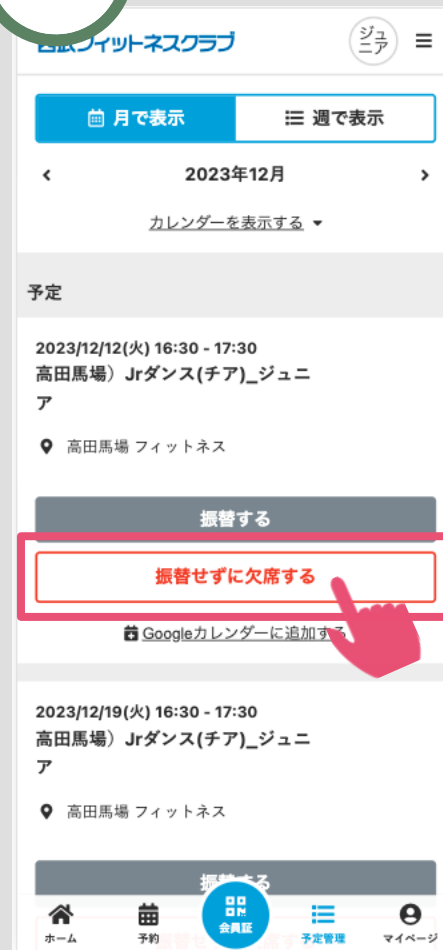 フィットネスクラブ
ジュ
ニア
月で表示
週で表示
2023年12月
カレンダーを表示する
予定
2023/12/12(火) 16:30 - 17:30
高田馬場）Jrダンス(チア)_ジュニ
ア
高田馬場 フィットネス
振替する
振替せずに欠席する
Googleカレンダーに追加する
2023/12/19(火) 16:30 - 17:30
高田馬場）Jrダンス(チア)_ジュニ
ア
高田馬場 フィットネス
振替する
ホーム
予約
会員証
予定管理
マイページ